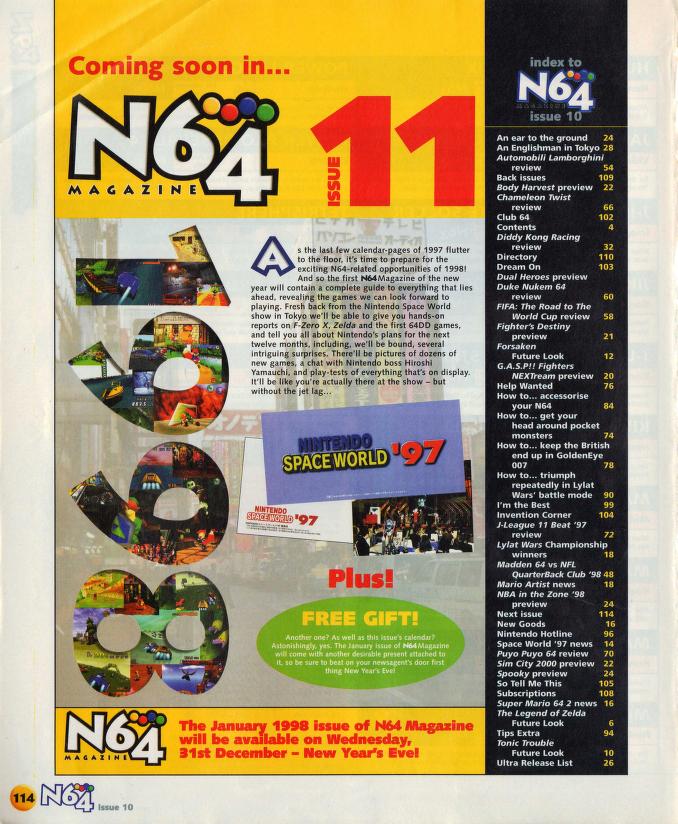 Coming soon in...
N64
MAGAZINE
ISSUE 11
1998
As the last few calendar-pages of 1997 flutter
to the floor, it's time to prepare for the
exciting N64-related opportunities of 1998!
And so the first N64 Magazine of the new
year will contain a complete guide to everything that lies
ahead, revealing the games we can look forward to
playing. Fresh back from the Nintendo Space World
show in Tokyo we'll be able to give you hands-on
reports on F-Zero X, Zelda and the first 64DD games,
and tell you all about Nintendo's plans for the next
twelve months, including, we'll be bound, several
intriguing surprises. There'll be pictures of dozens of
new games, a chat with Nintendo boss Hiroshi
Yamauchi, and play-tests of everything that's on display.
It'll be like you're actually there at the show – but
without the jet lag...
NINTENDO
SPACE WORLD '97
NINTENDO
SPACE WORLD '97
Plus!
FREE GIFT!
Another one? As well as this issue's calendar?
Astonishingly, yes. The January issue of N64 Magazine
will come with another desirable present attached to
it, so be sure to beat on your newsagent's door first
thing New Year's Eve!
N64
MAGAZINE
The January 1998 issue of N64 Magazine
will be available on Wednesday,
31st December – New Year's Eve!
index to
N64
MAGAZINE
issue 10
An ear to the ground 24
An Englishman in Tokyo 28
Automobili Lamborghini
review 54
Back issues 109
Body Harvest preview 22
Chameleon Twist
review 66
Club 64 102
Contents 4
Diddy Kong Racing
review 32
Directory 110
Dream On 103
Dual Heroes preview
Duke Nukem 64
review 60
FIFA: The Road to The
World Cup review 58
Fighter's Destiny
preview 21
Forsaken
Future Look 12
G.A.S.P!! Fighters
NEXTream preview 20
Help Wanted 76
How to... accessorise
your N64 84
How to... get your
head around pocket
monsters 74
How to... keep the British
end up in GoldenEye
007 78
How to... triumph
repeatedly in Lylat
Wars' battle mode 90
I'm the Best 99
Invention Corner 104
J-League 11 Beat '97
review 72
Lylat Wars Championship
winners 18
Madden 64 vs NFL
QuarterBack Club '98 48
Mario Artist news 18
NBA in the Zone '98
preview 24
Next issue 114
New Goods 16
Nintendo Hotline 96
Space World '97 news 14
Puyo Puyo 64 review 70
Sim City 2000 preview 22
Spooky preview 24
So Tell Me This 105
Subscriptions 108
Super Mario 64 2 news 16
The Legend of Zelda
Future Look 6
Tips Extra 94
Tonic Trouble
Future Look 10
Ultra Release List 26
114 N64 Issue 10